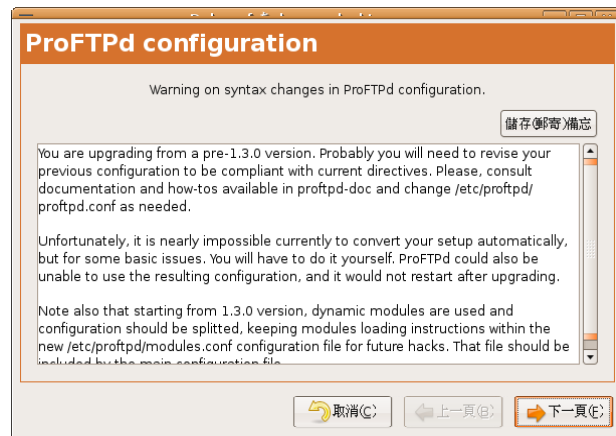 ProFTPd configuration
Warning on syntax changes in ProFTPd configuration.
儲存(郵寄)備忘
You are upgrading from a pre-1.3.0 version. Probably you will need to revise your
previous configuration to be compliant with current directives. Please, consult
documentation and how-tos available in proftpd-doc and change /etc/proftpd/
proftpd.conf as needed.
Unfortunately, it is nearly impossible currently to convert your setup automatically,
but for some basic issues. You will have to do it yourself. ProFTPD could also be
unable to use the resulting configuration, and it would not restart after upgrading.
Note also that starting from 1.3.0 version, dynamic modules are used and
configuration should be splitted, keeping modules loading instructions within the
new /etc/proftpd/modules.conf configuration file for future hacks. That file should be
included by the main configuration file.
取消(C)
上一頁(B)
下一頁(F)